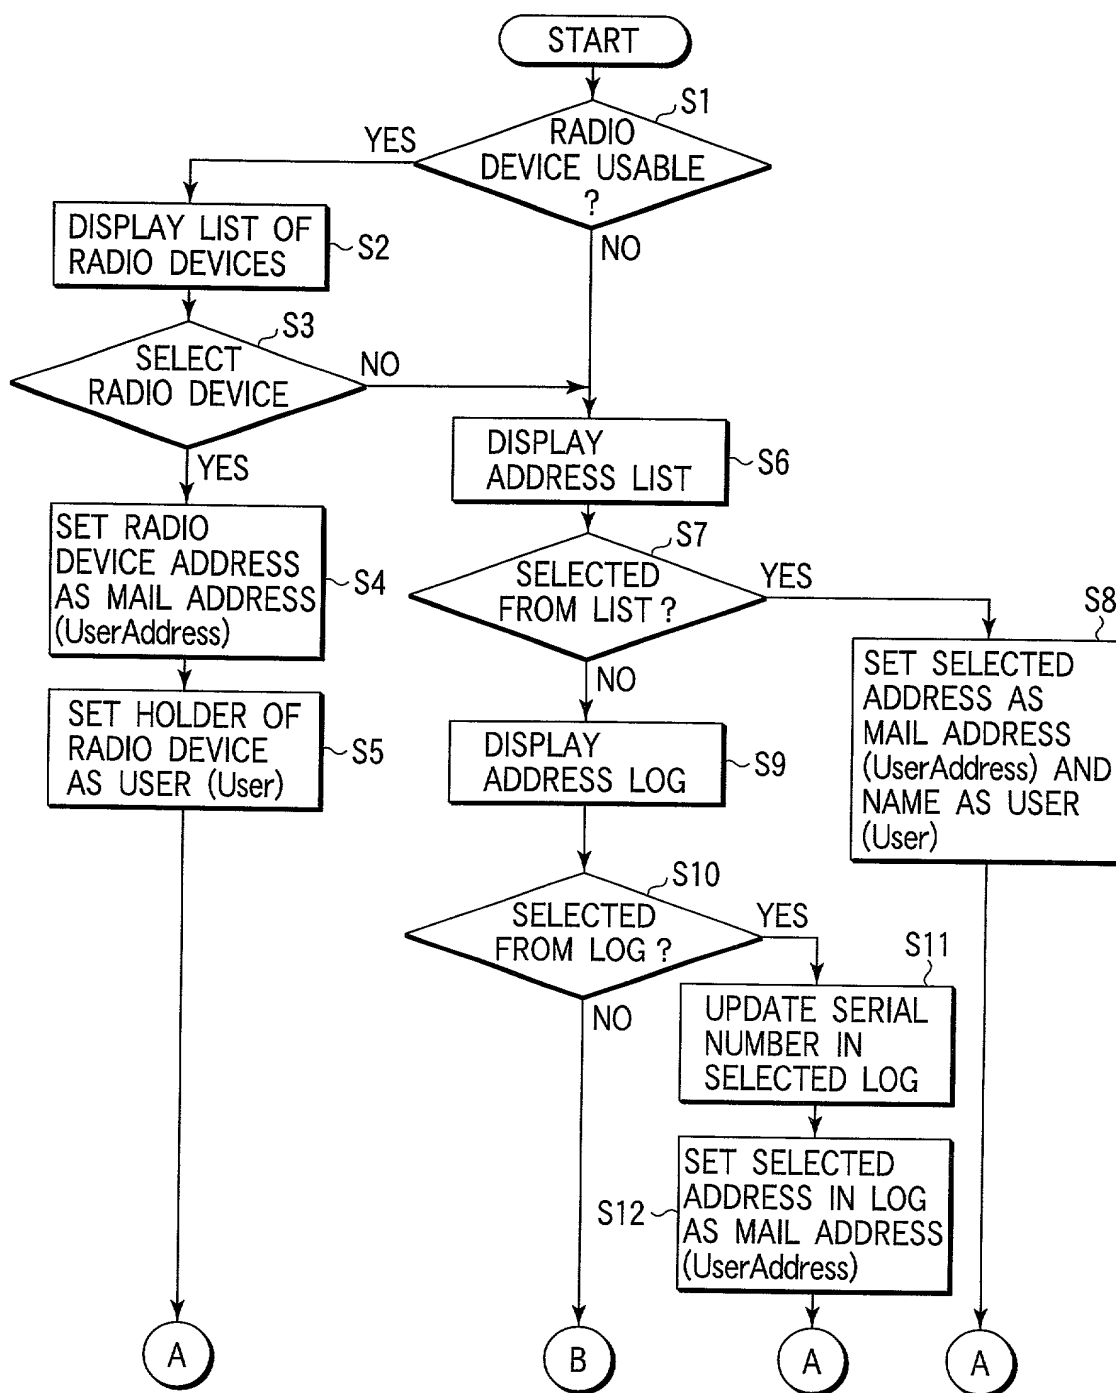 START
S1
RADIO
DEVICE USABLE
?
YES
NO
DISPLAY LIST OF
RADIO DEVICES
S2
S3
SELECT
RADIO DEVICE
NO
YES
SET RADIO
DEVICE ADDRESS
AS MAIL ADDRESS
(UserAddress)
S4
SET HOLDER OF
RADIO DEVICE
AS USER (User)
S5
A
DISPLAY
ADDRESS LIST
S6
S7
SELECTED
FROM LIST ?
YES
NO
S8
SET SELECTED
ADDRESS AS
MAIL ADDRESS
(UserAddress) AND
NAME AS USER
(User)
DISPLAY
ADDRESS LOG
S9
S10
SELECTED
FROM LOG ?
YES
NO
S11
UPDATE SERIAL
NUMBER IN
SELECTED LOG
S12
SET SELECTED
ADDRESS IN LOG
AS MAIL ADDRESS
(UserAddress)
B
A
A